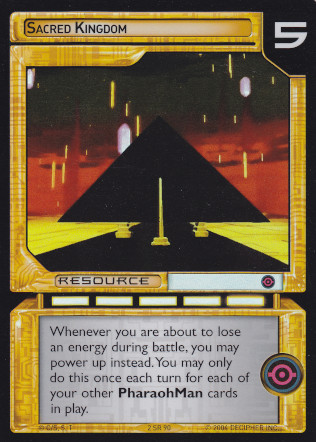 SACRED KINGDOM
5
RESOURCE
Whenever you are about to lose
an energy during battle, you may
power up instead. You may only
do this once each turn for each of
your other PharaohMan cards
in play.
© C/S, S, T 2 SR 90 © 2004 DECIPHER INC.